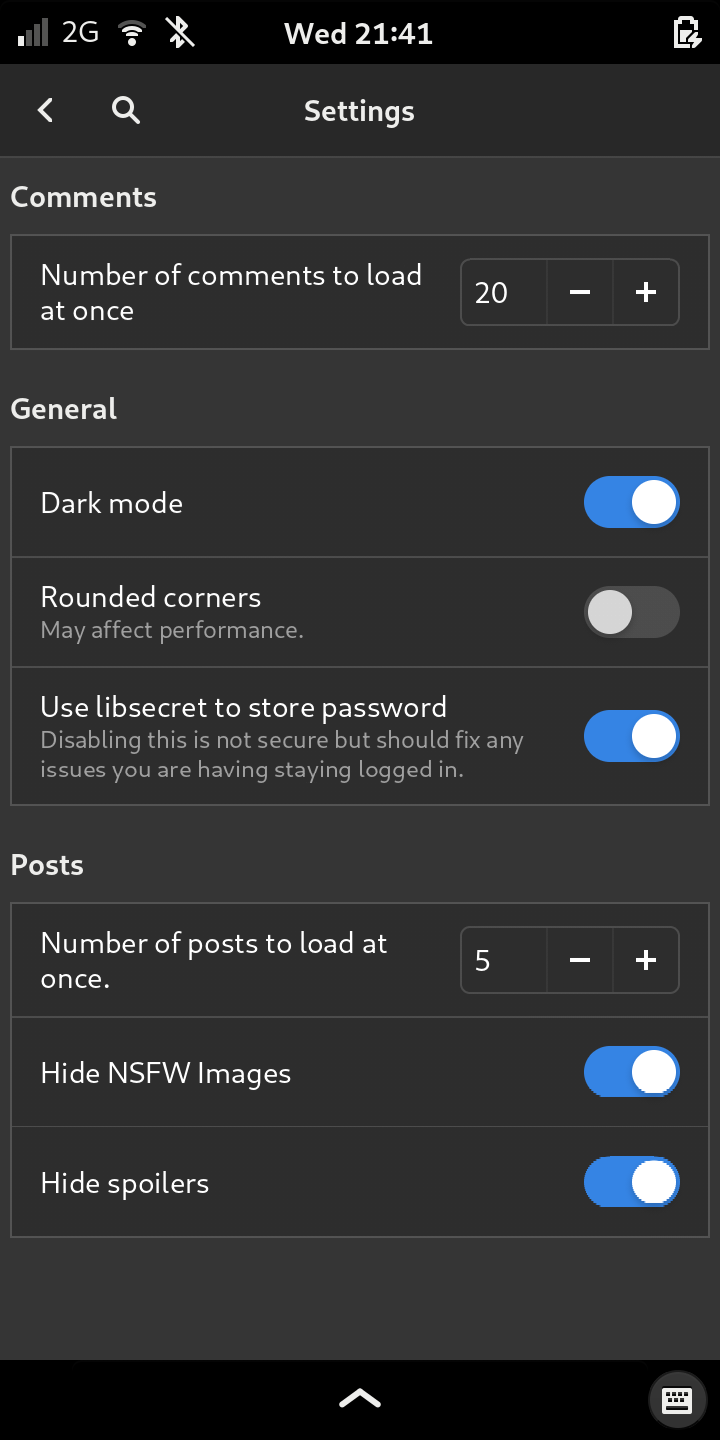 2G Wed 21:41
Settings
Comments
Number of comments to load
at once
20
General
Dark mode
Rounded corners
May affect performance.
Use libsecret to store password
Disabling this is not secure but should fix any
issues you are having staying logged in.
Posts
Number of posts to load at
once.
5
Hide NSFW Images
Hide spoilers